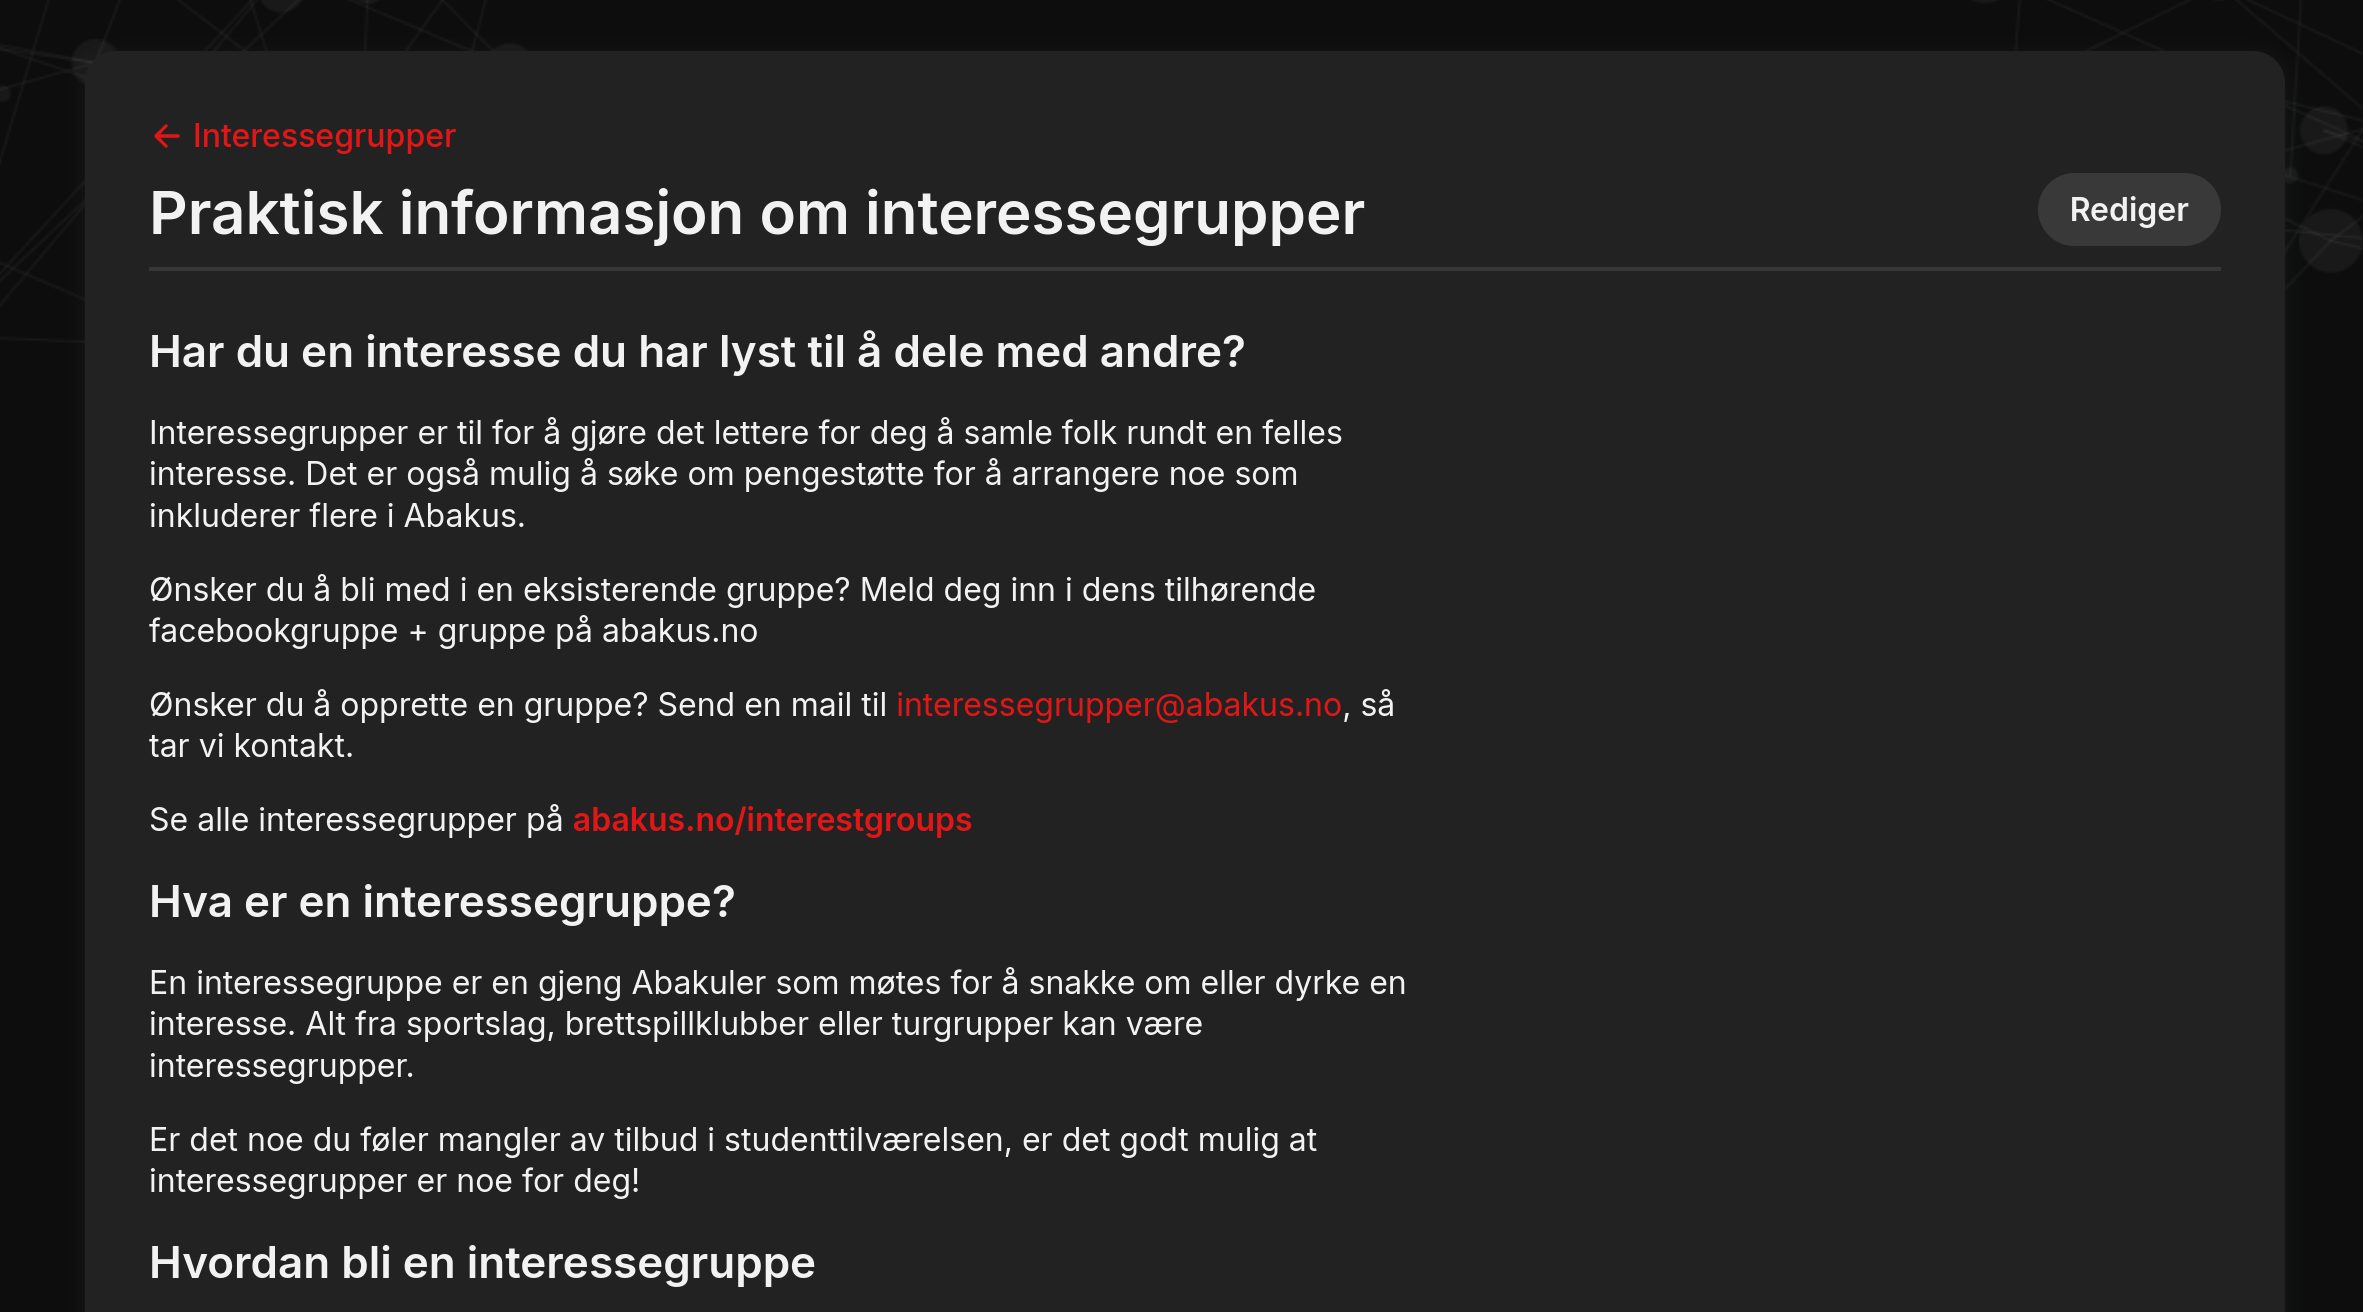 ← Interessegrupper
Praktisk informasjon om interessegrupper
Rediger
Har du en interesse du har lyst til å dele med andre?
Interessegrupper er til for å gjøre det lettere for deg å samle folk rundt en felles
interesse. Det er også mulig å søke om pengestøtte for å arrangere noe som
inkluderer flere i Abakus.
Ønsker du å bli med i en eksisterende gruppe? Meld deg inn i dens tilhørende
facebookgruppe + gruppe på abakus.no
Ønsker du å opprette en gruppe? Send en mail til interessegrupper@abakus.no, så
tar vi kontakt.
Se alle interessegrupper på abakus.no/interestgroups
Hva er en interessegruppe?
En interessegruppe er en gjeng Abakuler som møtes for å snakke om eller dyrke en
interesse. Alt fra sportslag, brettspillklubber eller turgrupper kan være
interessegrupper.
Er det noe du føler mangler av tilbud i studenttilværelsen, er det godt mulig at
interessegrupper er noe for deg!
Hvordan bli en interessegruppe